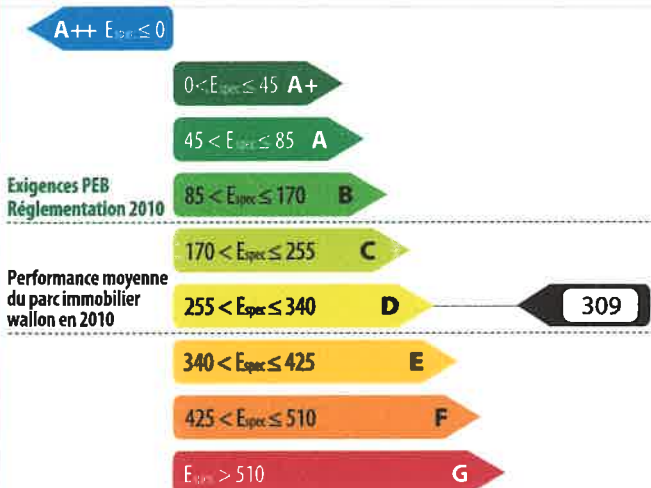 A++ Espec ≤ 0
0 < Espec ≤ 45 A+
45 < Espec ≤ 85 A
Exigences PEB
Réglementation 2010
85 < Espec ≤ 170 B
170 < Espec ≤ 255 C
Performance moyenne
du parc immobilier
wallon en 2010
255 < Espec ≤ 340 D
309
340 < Espec ≤ 425 E
425 < Espec ≤ 510 F
Espec > 510 G